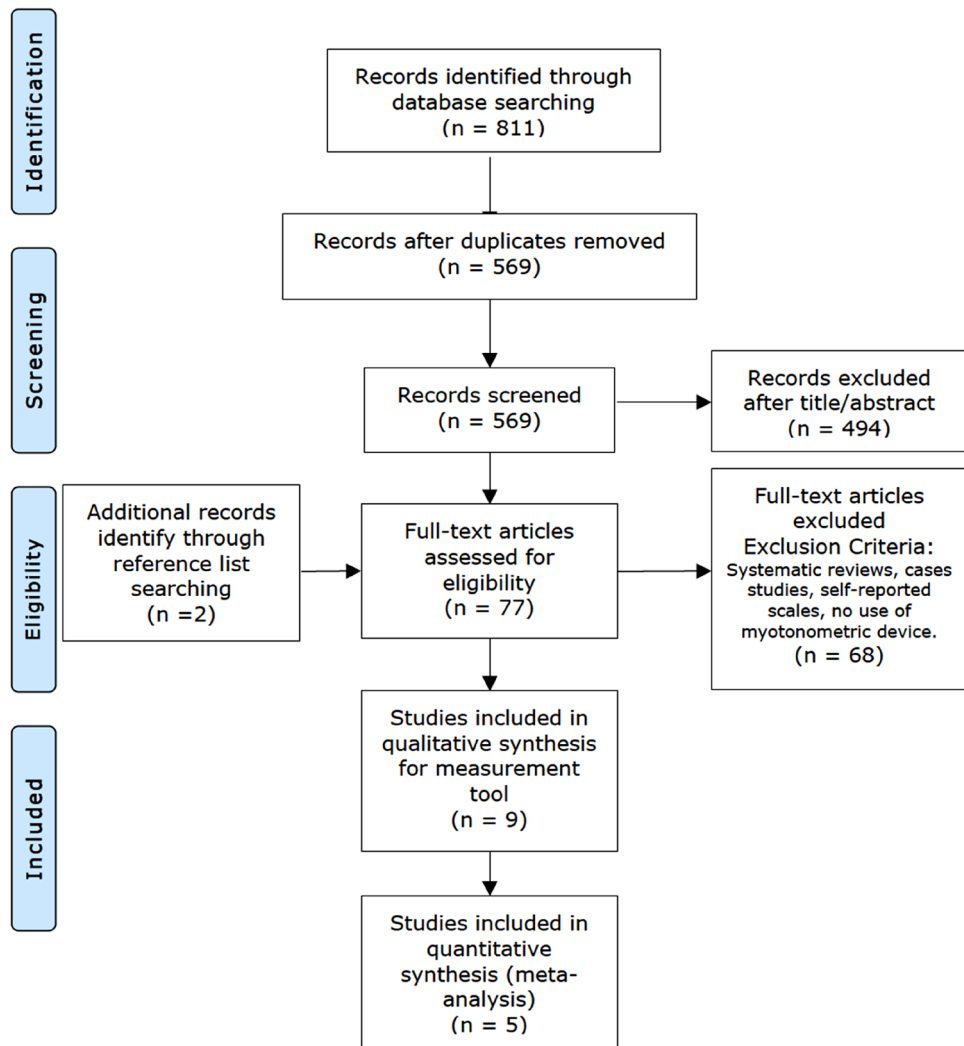 Identification
Records identified through
database searching
(n = 811)
Records after duplicates removed
(n = 569)
Screening
Records screened
(n = 569)
Records excluded
after title/abstract
(n = 494)
Eligibility
Additional records
identify through
reference list
searching
(n =2)
Full-text articles
assessed for
eligibility
(n = 77)
Full-text articles
excluded
Exclusion Criteria:
Systematic reviews, cases
studies, self-reported
scales, no use of
myotonometric device.
(n = 68)
Included
Studies included in
qualitative synthesis
for measurement
tool
(n = 9)
Studies included in
quantitative
synthesis (meta-
analysis)
(n = 5)